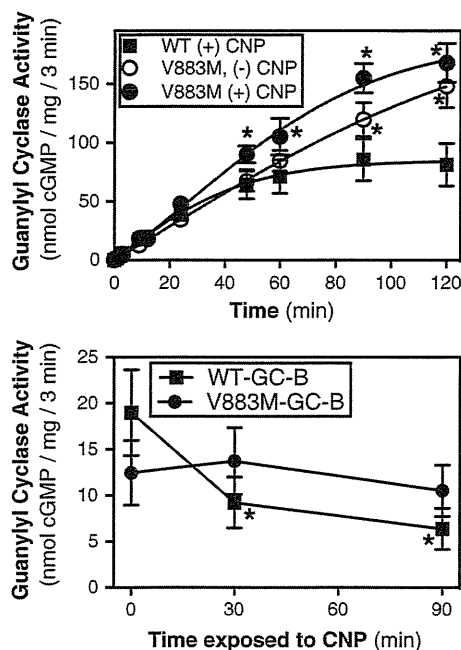 WT (+) CNP
V883M, (-) CNP
V883M (+) CNP
Guanylyl Cyclase Activity
(nmol cGMP / mg / 3 min)
150
100
50
0
* * * * * *
0 20 40 60 80 100 120
Time (min)
WT-GC-B
V883M-GC-B
Guanylyl Cyclase Activity
(nmol cGMP / mg / 3 min)
25
20
15
10
5
0
* *
0 30 60 90
Time exposed to CNP (min)